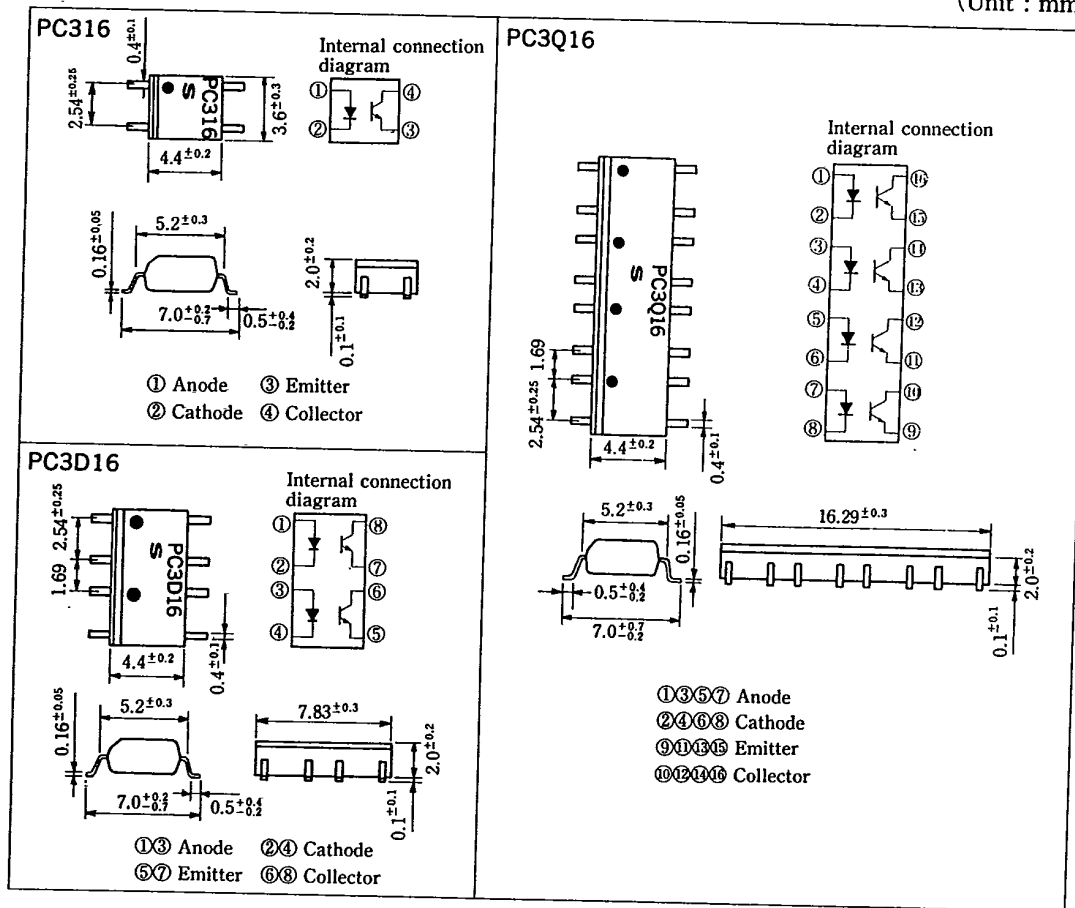 (Unit : mm
PC316
0.4±0.1
2.54±0.25
PC316
S
3.6±0.3
4.4±0.2
Internal connection
diagram
① ④
② ③
0.16±0.05
5.2±0.3
7.0+0.2-0.7
0.5+0.4-0.2
2.0±0.2
0.1±0.1
① Anode ③ Emitter
② Cathode ④ Collector
PC3D16
2.54±0.25
1.69
PC3D16
S
4.4±0.2
0.4±0.1
Internal connection
diagram
① ⑧
② ⑦
③ ⑥
④ ⑤
0.16±0.05
5.2±0.3
7.0+0.2-0.7
0.5+0.4-0.2
7.83±0.3
2.0±0.2
0.1±0.1
①③ Anode ②④ Cathode
⑤⑦ Emitter ⑥⑧ Collector
PC3Q16
PC3Q16
S
1.69
2.54±0.25
4.4±0.2
0.4±0.1
Internal connection
diagram
① ⑯
② ⑮
③
④ ⑬
⑤ ⑫
⑥ ⑪
⑦ ⑩
⑧ ⑨
5.2±0.3
0.16±0.05
0.5+0.4-0.2
7.0+0.7-0.2
16.29±0.3
2.0±0.2
0.1±0.1
①③⑤⑦ Anode
②④⑥⑧ Cathode
⑨⑪⑬⑮ Emitter
⑩⑫⑭⑯ Collector